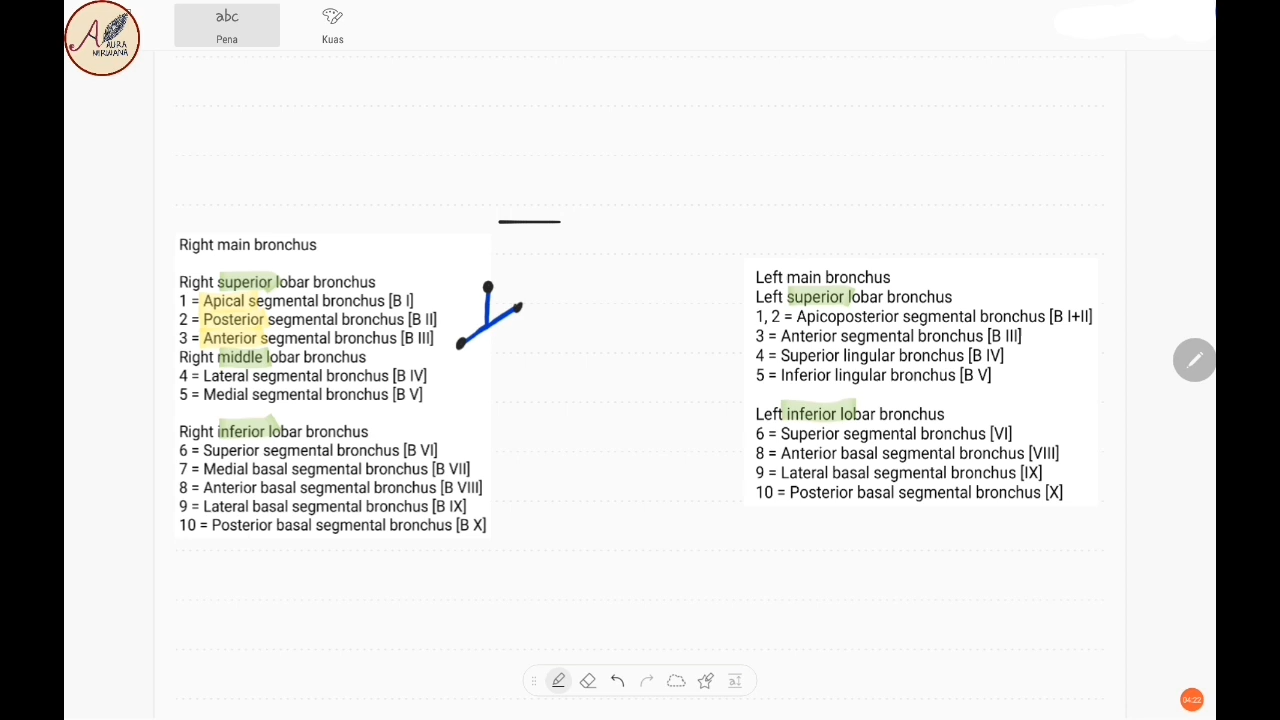 AURA
NIRWANA
abc
Pena
Kuas
Right main bronchus
Right superior lobar bronchus
1 = Apical segmental bronchus [B I]
2 = Posterior segmental bronchus [B II]
3 = Anterior segmental bronchus [B III]
Right middle lobar bronchus
4 = Lateral segmental bronchus [B IV]
5 = Medial segmental bronchus [B V]
Right inferior lobar bronchus
6 = Superior segmental bronchus [B VI]
7 = Medial basal segmental bronchus [B VII]
8 = Anterior basal segmental bronchus [B VIII]
9 = Lateral basal segmental bronchus [B IX]
10 = Posterior basal segmental bronchus [B X]
Left main bronchus
Left superior lobar bronchus
1, 2 = Apicoposterior segmental bronchus [B I+II]
3 = Anterior segmental bronchus [B III]
4 = Superior lingular bronchus [B IV]
5 = Inferior lingular bronchus [B V]
Left inferior lobar bronchus
6 = Superior segmental bronchus [VI]
8 = Anterior basal segmental bronchus [VIII]
9 = Lateral basal segmental bronchus [IX]
10 = Posterior basal segmental bronchus [X]
04:22